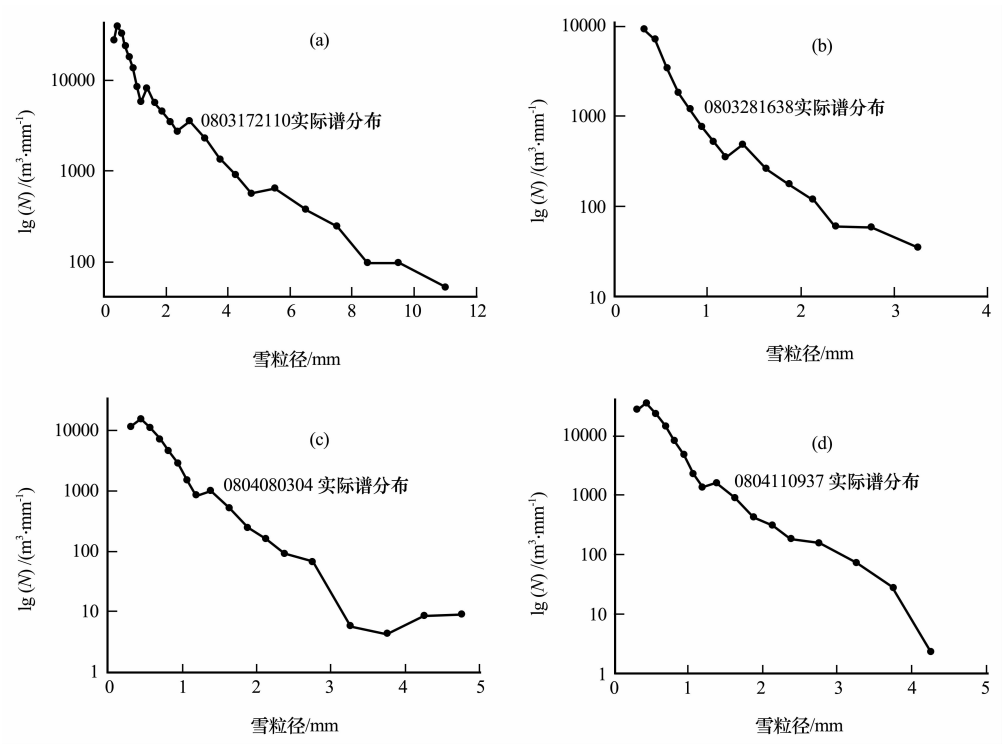 (a)
10000
1000
100
0803172110实际谱分布
lg (N) /(m³·mm⁻¹)
0 2 4 6 8 10 12
雪粒径/mm
(b)
10000
1000
100
10
0803281638实际谱分布
lg (N) /(m³·mm⁻¹)
0 1 2 3 4
雪粒径/mm
(c)
10000
1000
100
10
1
0804080304 实际谱分布
lg (N) /(m³·mm⁻¹)
0 1 2 3 4 5
雪粒径/mm
(d)
10000
1000
100
10
1
0804110937 实际谱分布
lg (N) /(m³·mm⁻¹)
0 1 2 3 4 5
雪粒径/mm